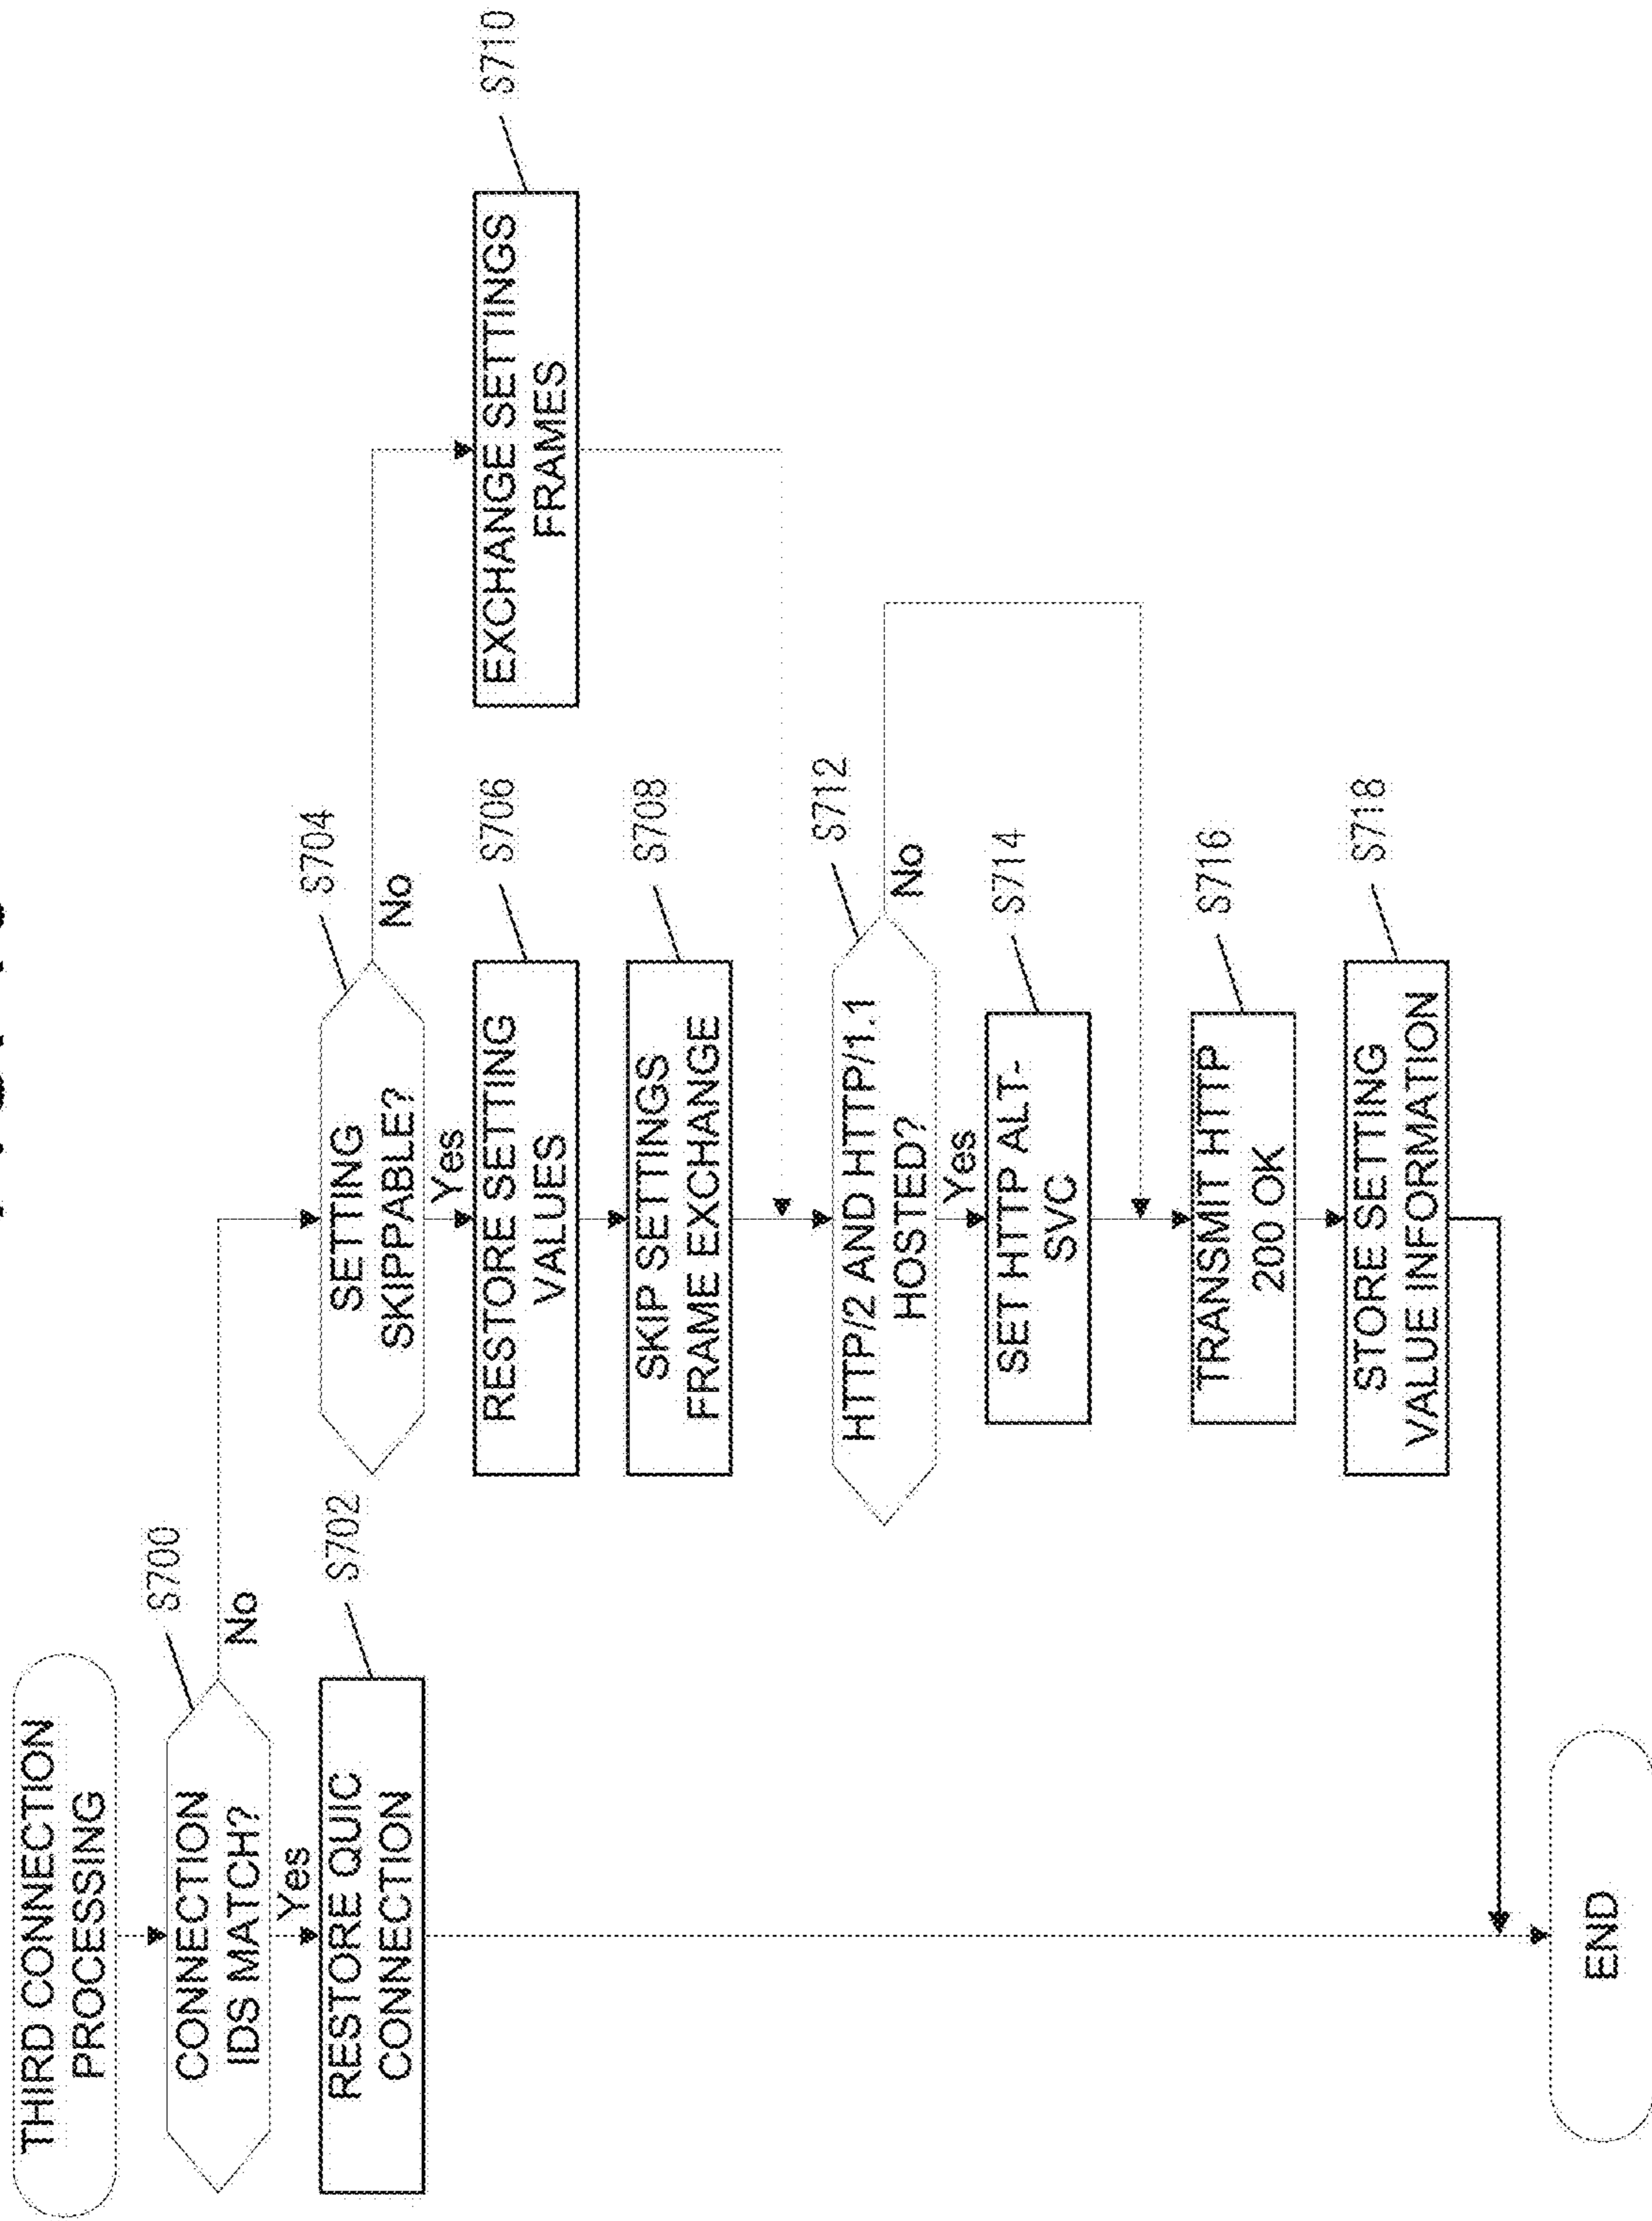 THIRD CONNECTION
PROCESSING
S700
CONNECTION
IDS MATCH?
No
Yes
S702
RESTORE QUIC
CONNECTION
S704
SETTING
SKIPPABLE?
No
Yes
S706
RESTORE SETTING
VALUES
S710
EXCHANGE SETTINGS
FRAMES
S708
SKIP SETTINGS
FRAME EXCHANGE
S712
HTTP/2 AND HTTP/1.1
HOSTED?
No
Yes
S714
SET HTTP ALT-
SVC
S716
TRANSMIT HTTP
200 OK
S718
STORE SETTING
VALUE INFORMATION
END